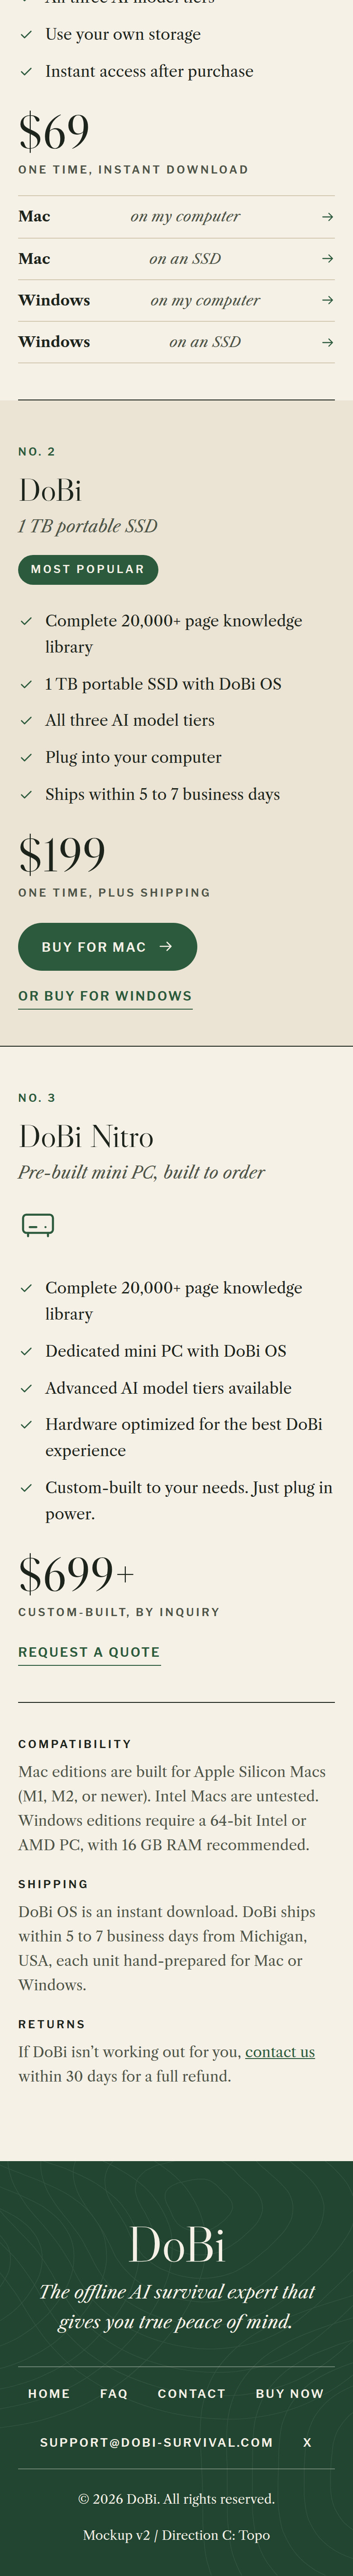 Use your own storage
Instant access after purchase
$69
ONE TIME, INSTANT DOWNLOAD
Mac on my computer →
Mac on an SSD →
Windows on my computer →
Windows on an SSD →
NO. 2
DoBi
1 TB portable SSD
MOST POPULAR
Complete 20,000+ page knowledge
library
1 TB portable SSD with DoBi OS
All three AI model tiers
Plug into your computer
Ships within 5 to 7 business days
$199
ONE TIME, PLUS SHIPPING
BUY FOR MAC →
OR BUY FOR WINDOWS
NO. 3
DoBi Nitro
Pre-built mini PC, built to order
Complete 20,000+ page knowledge
library
Dedicated mini PC with DoBi OS
Advanced AI model tiers available
Hardware optimized for the best DoBi
experience
Custom-built to your needs. Just plug in
power.
$699+
CUSTOM-BUILT, BY INQUIRY
REQUEST A QUOTE
COMPATIBILITY
Mac editions are built for Apple Silicon Macs
(M1, M2, or newer). Intel Macs are untested.
Windows editions require a 64-bit Intel or
AMD PC, with 16 GB RAM recommended.
SHIPPING
DoBi OS is an instant download. DoBi ships
within 5 to 7 business days from Michigan,
USA, each unit hand-prepared for Mac or
Windows.
RETURNS
If DoBi isn't working out for you, contact us
within 30 days for a full refund.
DoBi
The offline AI survival expert that
gives you true peace of mind.
HOME FAQ CONTACT BUY NOW
SUPPORT@DOBI-SURVIVAL.COM X
© 2026 DoBi. All rights reserved.
Mockup v2 / Direction C: Topo